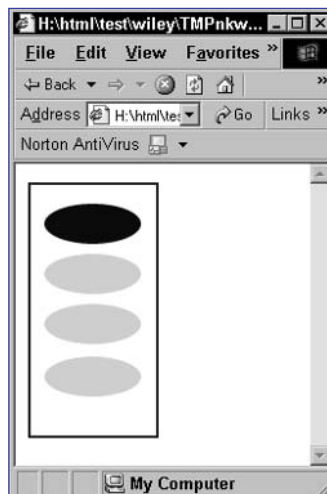 H:\html\test\wiley\TMPnkw...
File Edit View Favorites »
Back »
Address H:\html\tes Go Links »
Norton AntiVirus
My Computer